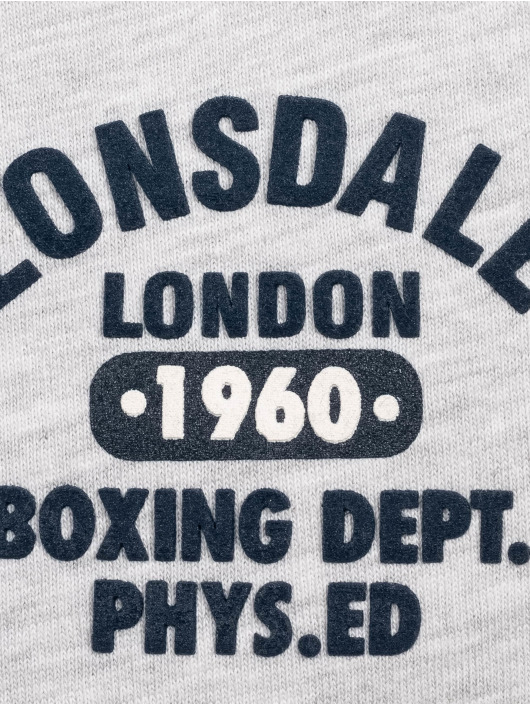 LONSDALE
LONDON
•1960•
BOXING DEPT.
PHYS.ED